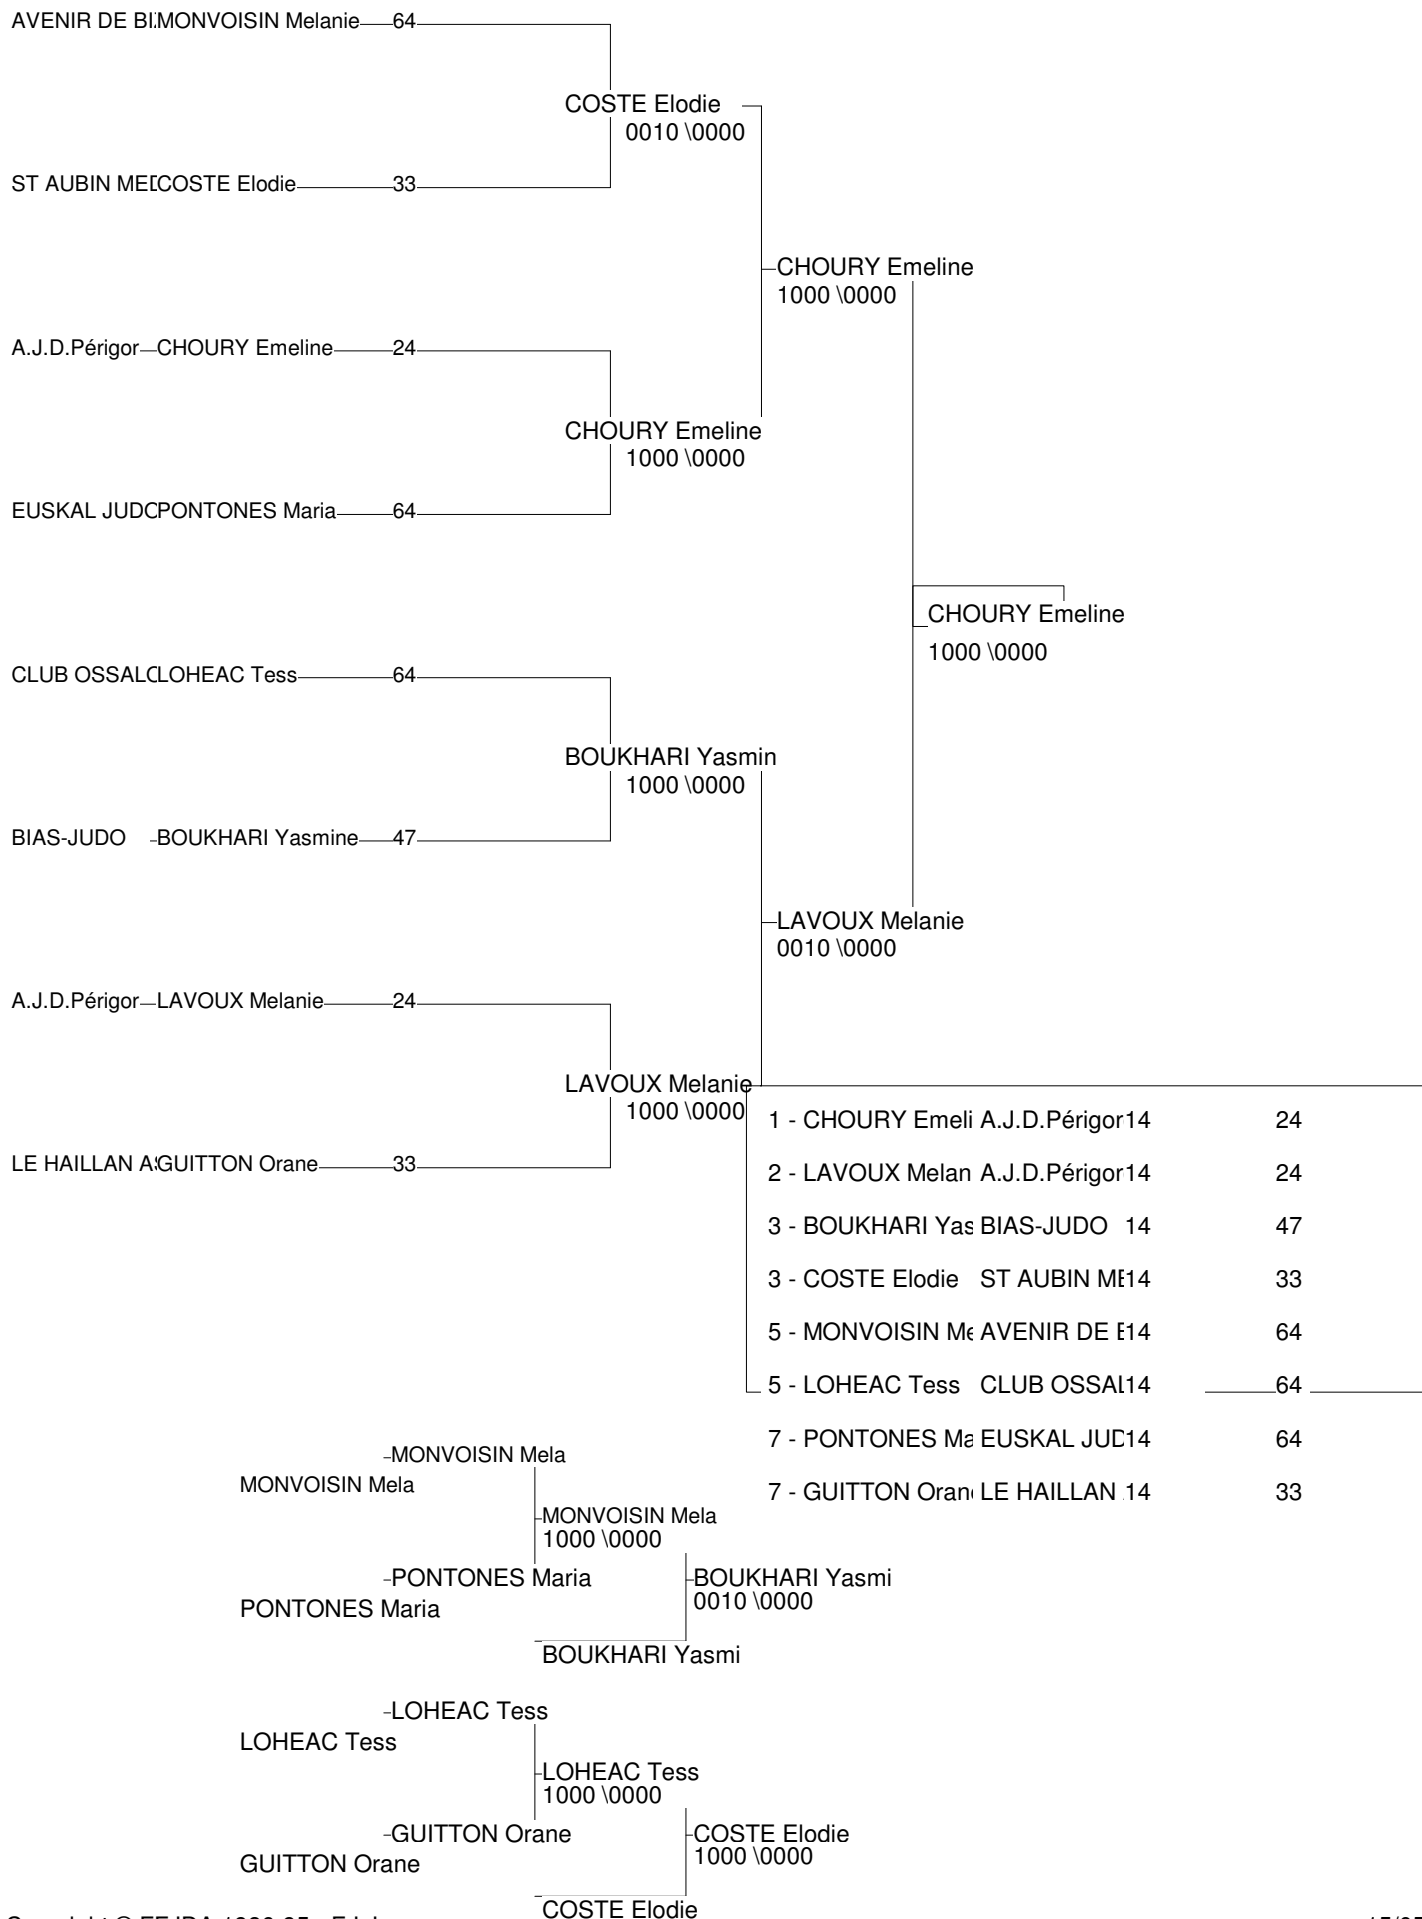 AVENIR DE BI MONVOISIN Melanie 64
COSTE Elodie
0010 \0000
ST AUBIN MED COSTE Elodie 33
CHOURY Emeline
1000 \0000
A.J.D.Périgor CHOURY Emeline 24
CHOURY Emeline
1000 \0000
EUSKAL JUDO PONTONES Maria 64
CHOURY Emeline
1000 \0000
CLUB OSSALO LOHEAC Tess 64
BOUKHARI Yasmin
1000 \0000
BIAS-JUDO BOUKHARI Yasmine 47
LAVOUX Melanie
0010 \0000
A.J.D.Périgor LAVOUX Melanie 24
LAVOUX Melanie
1000 \0000
LE HAILLAN AS GUITTON Orane 33
1 - CHOURY Emeli A.J.D.Périgor 14 24
2 - LAVOUX Melan A.J.D.Périgor 14 24
3 - BOUKHARI Yas BIAS-JUDO 14 47
3 - COSTE Elodie ST AUBIN ME 14 33
5 - MONVOISIN Me AVENIR DE B 14 64
5 - LOHEAC Tess CLUB OSSAL 14 64
7 - PONTONES Ma EUSKAL JUD 14 64
7 - GUITTON Oran LE HAILLAN 14 33
MONVOISIN Mela
MONVOISIN Mela
MONVOISIN Mela
1000 \0000
PONTONES Maria
PONTONES Maria
BOUKHARI Yasmi
0010 \0000
BOUKHARI Yasmi
LOHEAC Tess
LOHEAC Tess
LOHEAC Tess
1000 \0000
GUITTON Orane
GUITTON Orane
COSTE Elodie
1000 \0000
COSTE Elodie